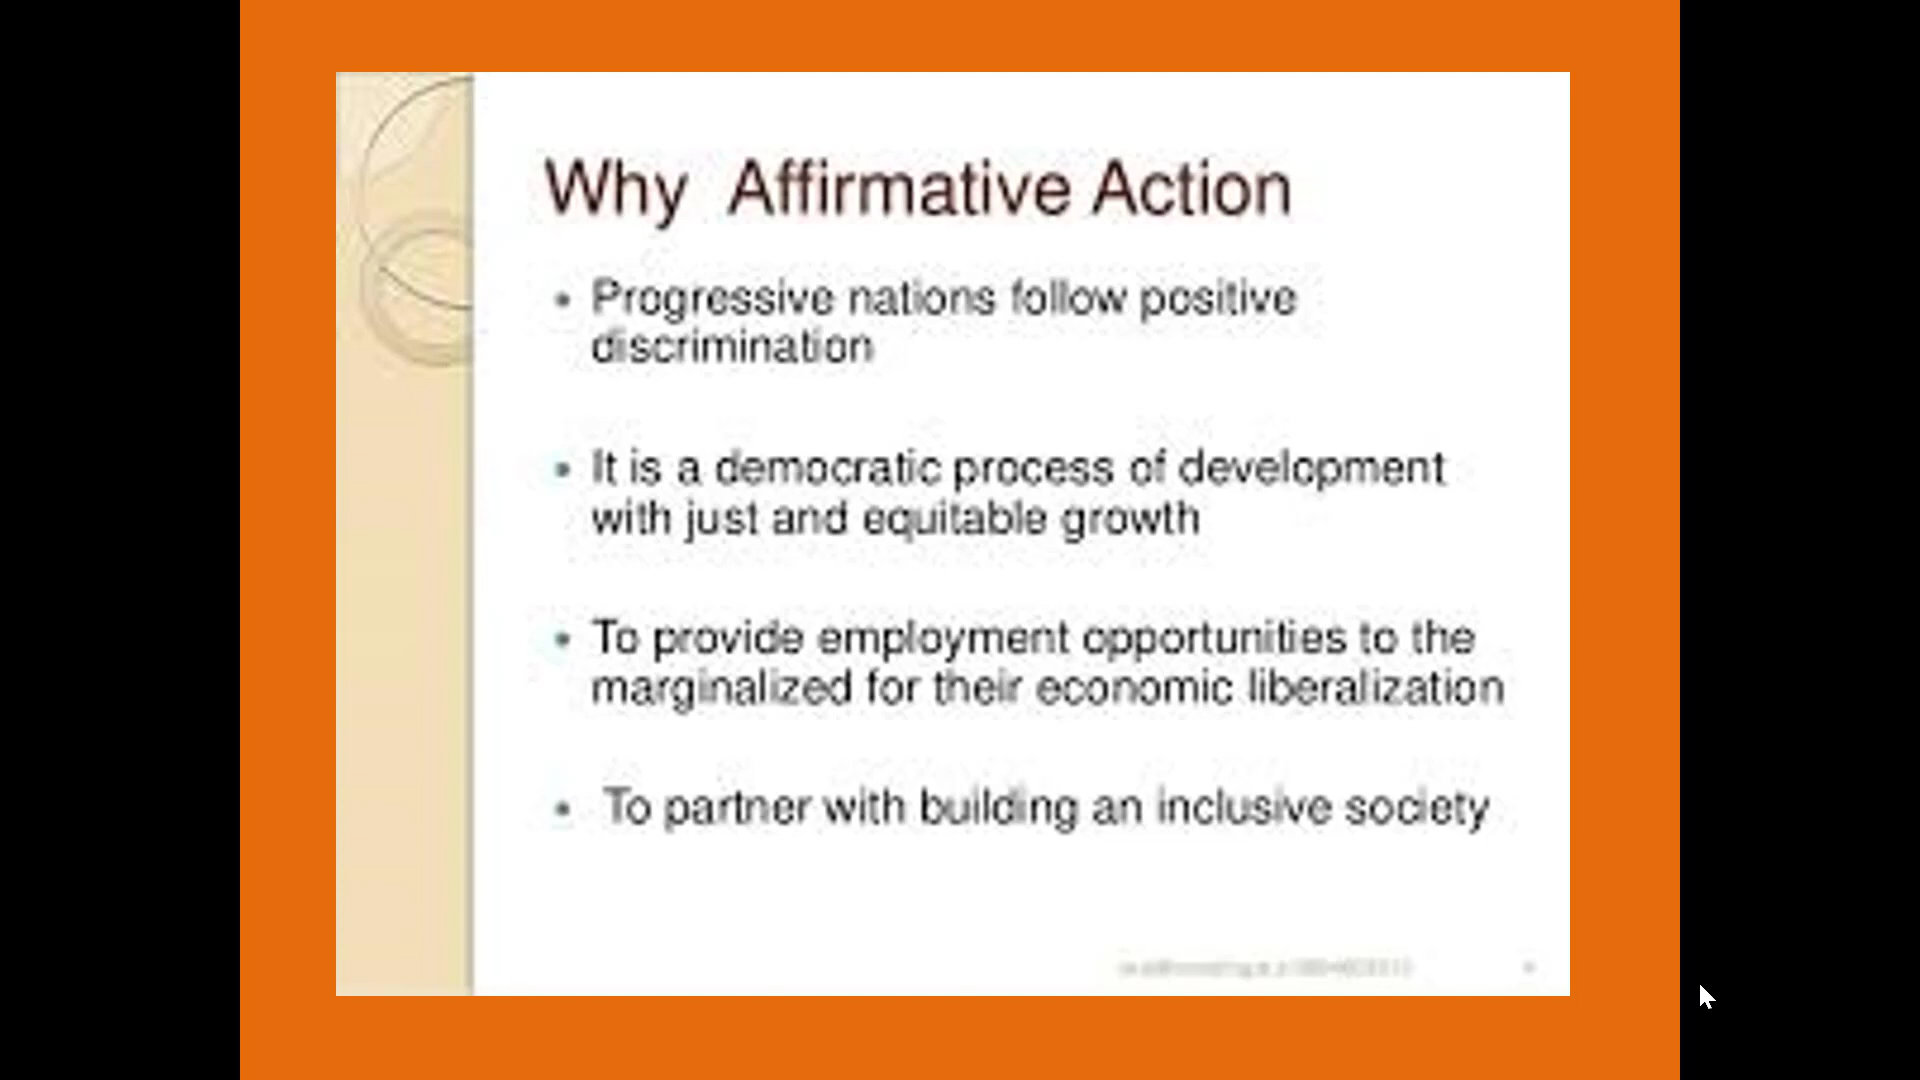 Why Affirmative Action
• Progressive nations follow positive
discrimination
• It is a democratic process of development
with just and equitable growth
• To provide employment opportunities to the
marginalized for their economic liberalization
• To partner with building an inclusive society